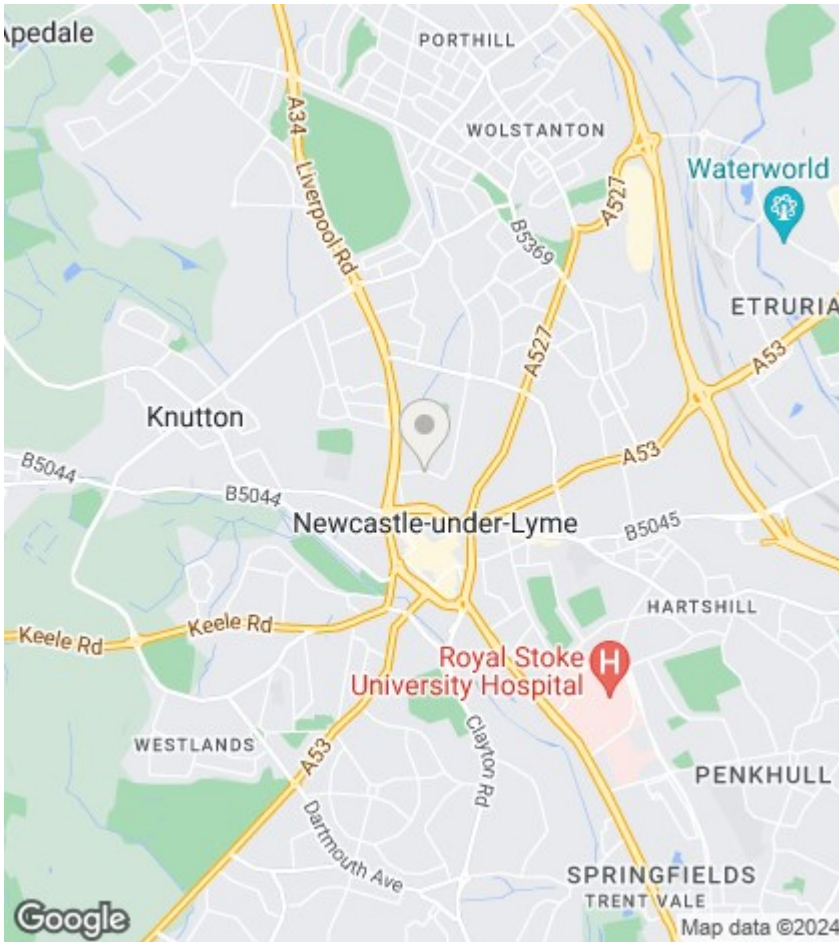 Apedale
PORTHILL
A34
WOLSTANTON
Waterworld
A527
Liverpool Rd
B5369
ETRURIA
A527
A53
Knutton
B5044
A53
B5044
Newcastle-under-Lyme
B5045
HARTSHILL
Keele Rd
Keele Rd
Royal Stoke
University Hospital
H
WESTLANDS
A53
Clayton Rd
PENKHULL
Dartmouth Ave
SPRINGFIELDS
TRENT VALE
Google
Map data ©2024